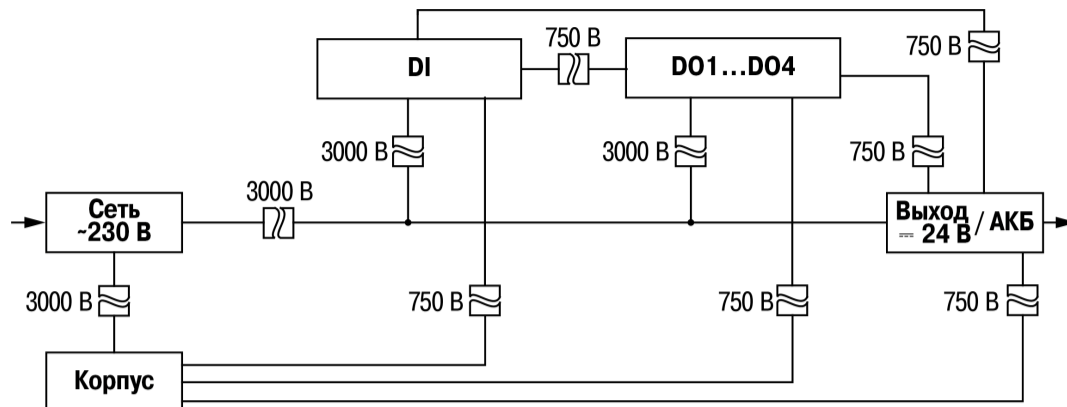 750 В
750 В
DI
DO1...DO4
3000 В
3000 В
750 В
3000 В
Сеть
~230 В
Выход
⎓ 24 В / АКБ
3000 В
750 В
750 В
750 В
Корпус